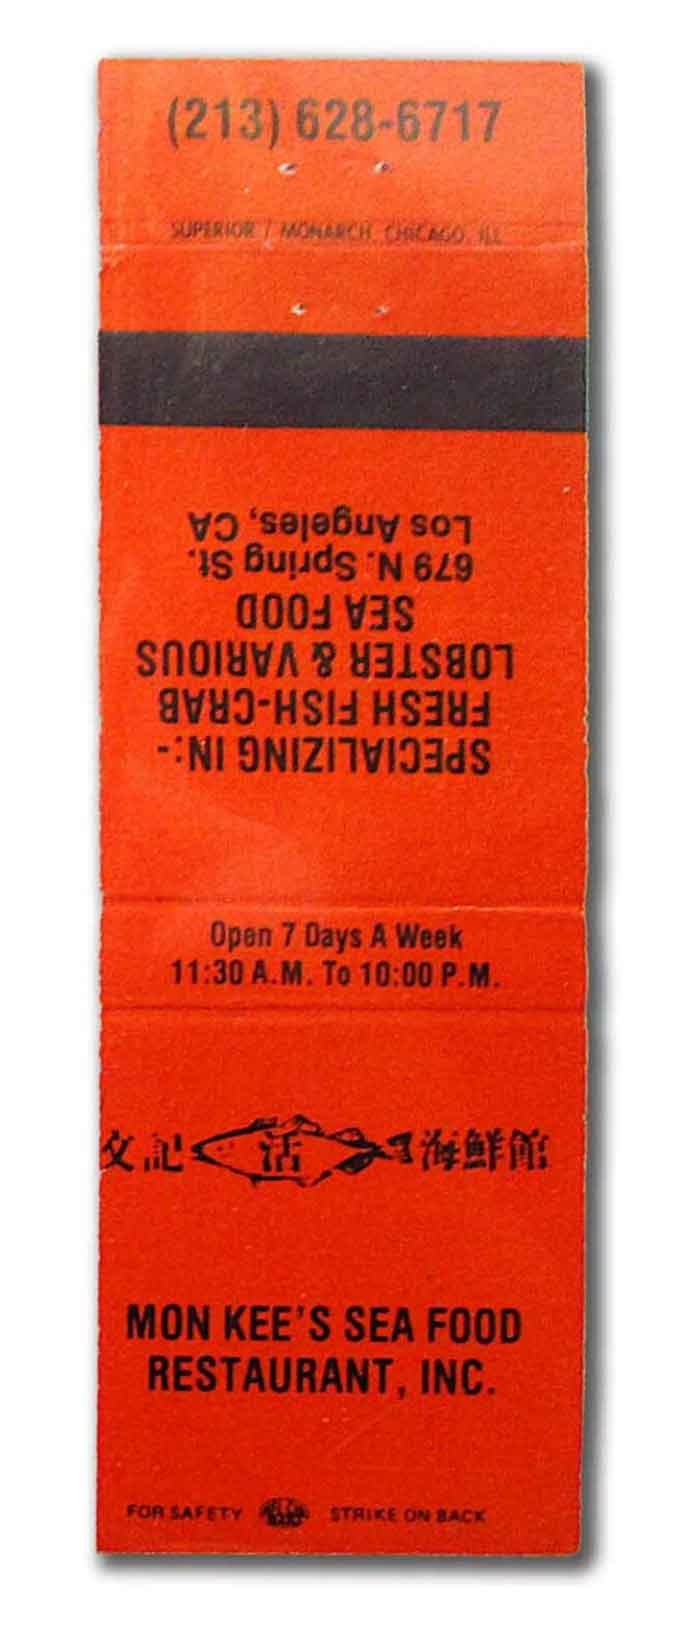 (213) 628-6717
SUPERIOR / MONARCH, CHICAGO, ILL
SPECIALIZING IN:-
FRESH FISH-CRAB
LOBSTER & VARIOUS
SEA FOOD
679 N. Spring St.
Los Angeles, CA
Open 7 Days A Week
11:30 A.M. To 10:00 P.M.
文記 活 海鮮館
MON KEE'S SEA FOOD
RESTAURANT, INC.
FOR SAFETY STRIKE ON BACK